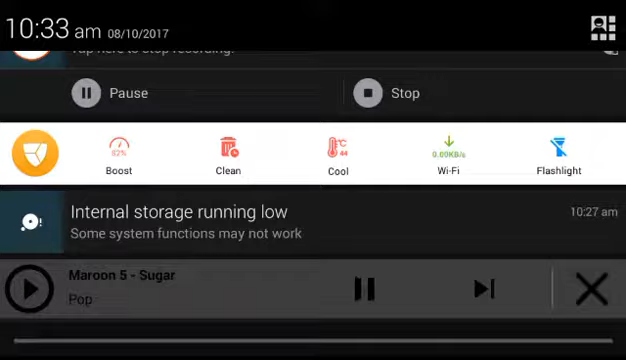 10:33 am 08/10/2017
Tap here to stop recording.
Pause
Stop
82%
°C
44
0.00KB/s
Boost
Clean
Cool
Wi-Fi
Flashlight
Internal storage running low
10:27 am
Some system functions may not work
Maroon 5 - Sugar
Pop